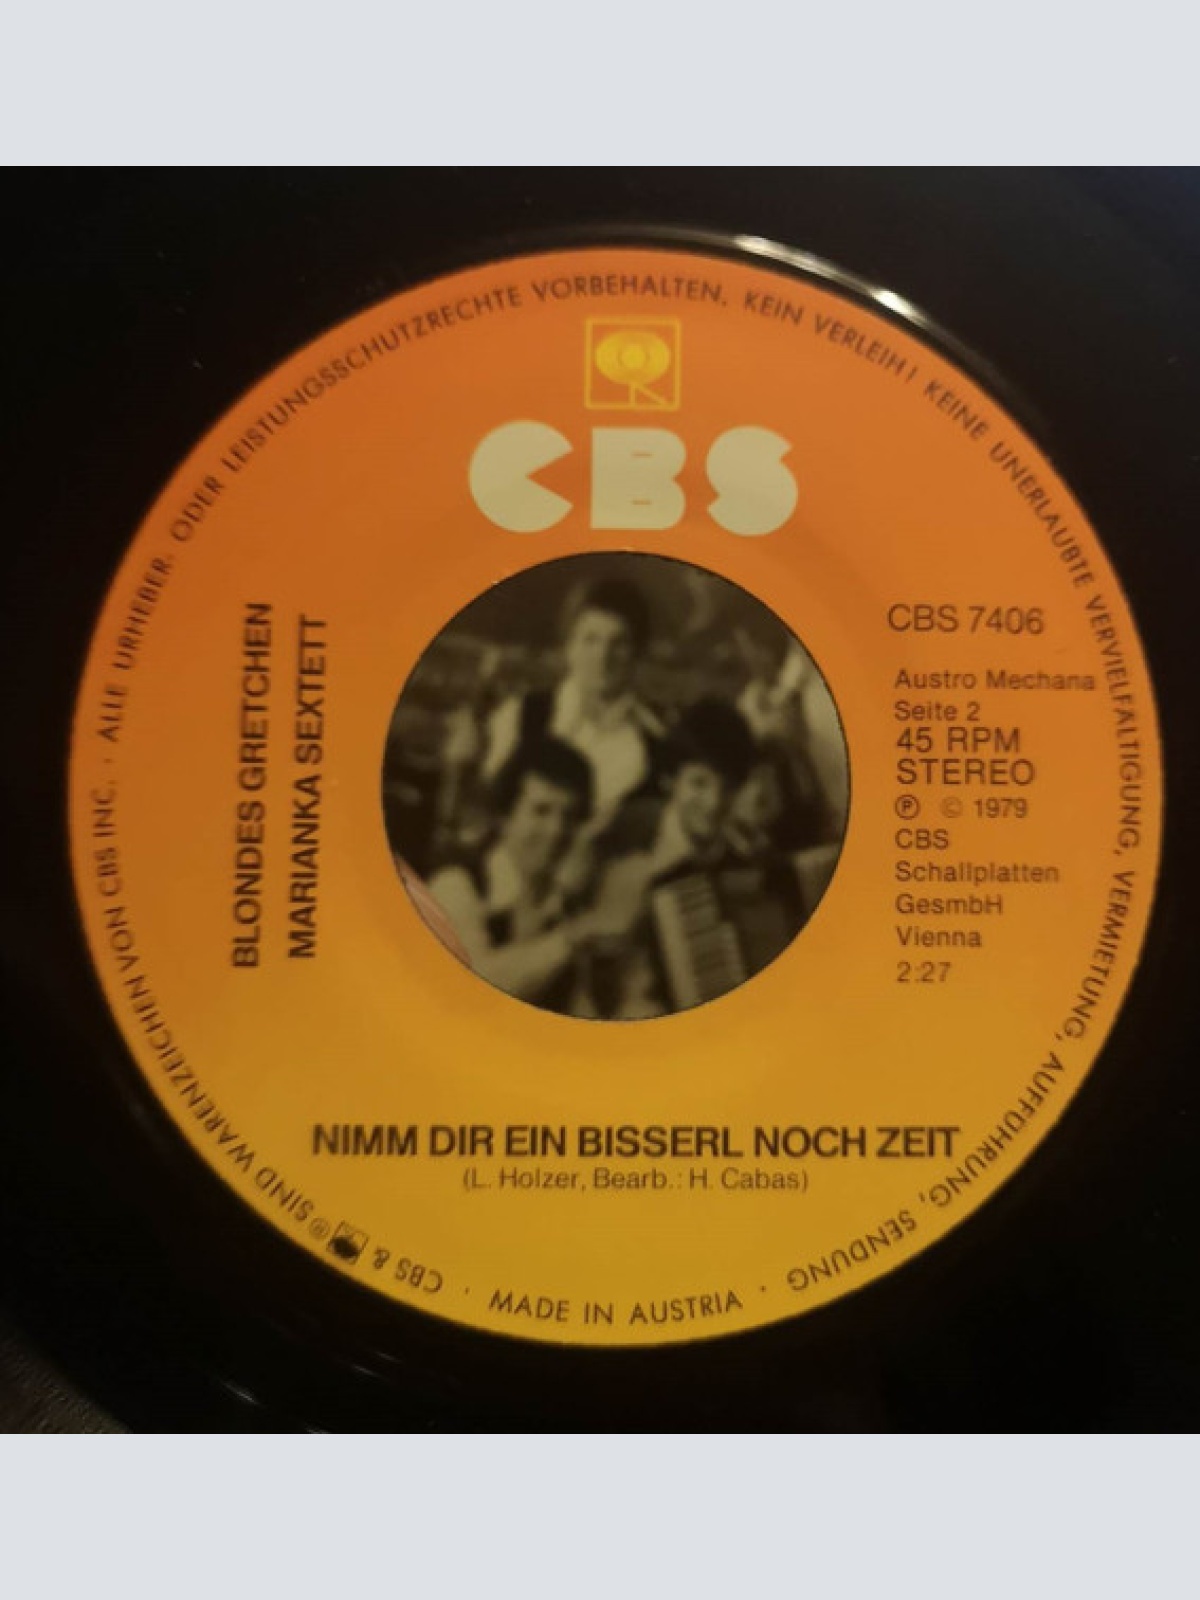 ALLE URHEBER- ODER LEISTUNGSSCHUTZRECHTE VORBEHALTEN, KEIN VERLEIH! KEINE UNERLAUBTE VERVIELFÄLTIGUNG, VERMIETUNG, AUFFÜHRUNG, SENDUNG ·
CBS
BLONDES GRETCHEN
MARIANKA SEXTETT
CBS 7406
Austro Mechana
Seite 2
45 RPM
STEREO
Ⓟ © 1979
CBS
Schallplatten
GesmbH
Vienna
2:27
NIMM DIR EIN BISSERL NOCH ZEIT
(L. Holzer, Bearb.: H. Cabas)
MADE IN AUSTRIA ·
CBS & ® SIND WARENZEICHEN VON CBS INC. ·